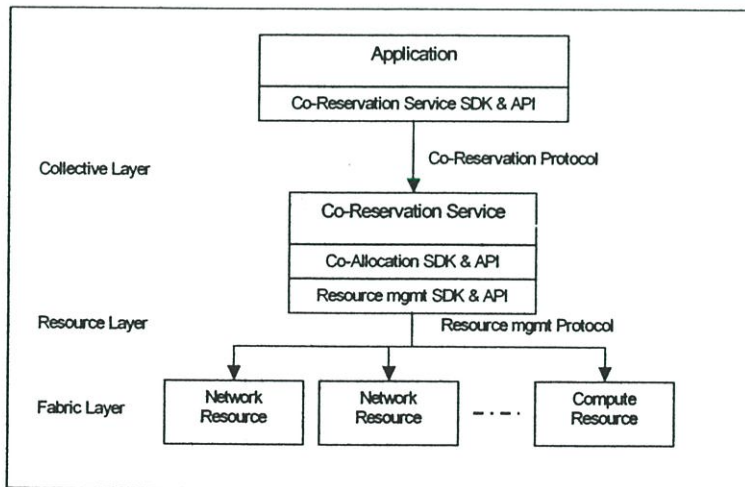 Application
Co-Reservation Service SDK & API
Co-Reservation Protocol
Collective Layer
Co-Reservation Service
Co-Allocation SDK & API
Resource mgmt SDK & API
Resource Layer
Resource mgmt Protocol
Fabric Layer
Network
Resource
Network
Resource
Compute
Resource